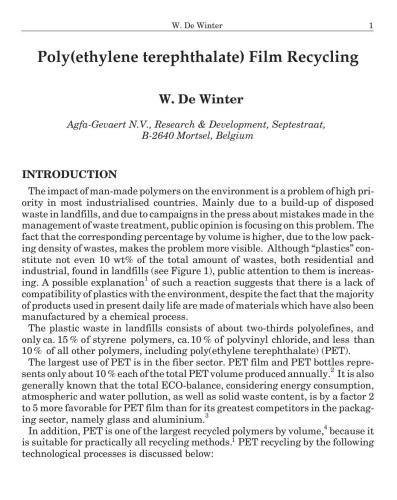 W. De Winter 1
Poly(ethylene terephthalate) Film Recycling
W. De Winter
Agfa-Gevaert N.V., Research & Development, Septestraat,
B-2640 Mortsel, Belgium
INTRODUCTION
The impact of man-made polymers on the environment is a problem of high pri-
ority in most industrialised countries. Mainly due to a build-up of disposed
waste in landfills, and due to campaigns in the press about mistakes made in the
management of waste treatment, public opinion is focusing on this problem. The
fact that the corresponding percentage by volume is higher, due to the low pack-
ing density of wastes, makes the problem more visible. Although “plastics” con-
stitute not even 10 wt% of the total amount of wastes, both residential and
industrial, found in landfills (see Figure 1), public attention to them is increas-
ing. A possible explanation1 of such a reaction suggests that there is a lack of
compatibility of plastics with the environment, despite the fact that the majority
of products used in present daily life are made of materials which have also been
manufactured by a chemical process.
The plastic waste in landfills consists of about two-thirds polyolefines, and
only ca. 15 % of styrene polymers, ca. 10 % of polyvinyl chloride, and less than
10 % of all other polymers, including poly(ethylene terephthalate) (PET).
The largest use of PET is in the fiber sector. PET film and PET bottles repre-
sents only about 10 % each of the total PET volume produced annually.2 It is also
generally known that the total ECO-balance, considering energy consumption,
atmospheric and water pollution, as well as solid waste content, is by a factor 2
to 5 more favorable for PET film than for its greatest competitors in the packag-
ing sector, namely glass and aluminium.3
In addition, PET is one of the largest recycled polymers by volume,4 because it
is suitable for practically all recycling methods.1 PET recycling by the following
technological processes is discussed below: